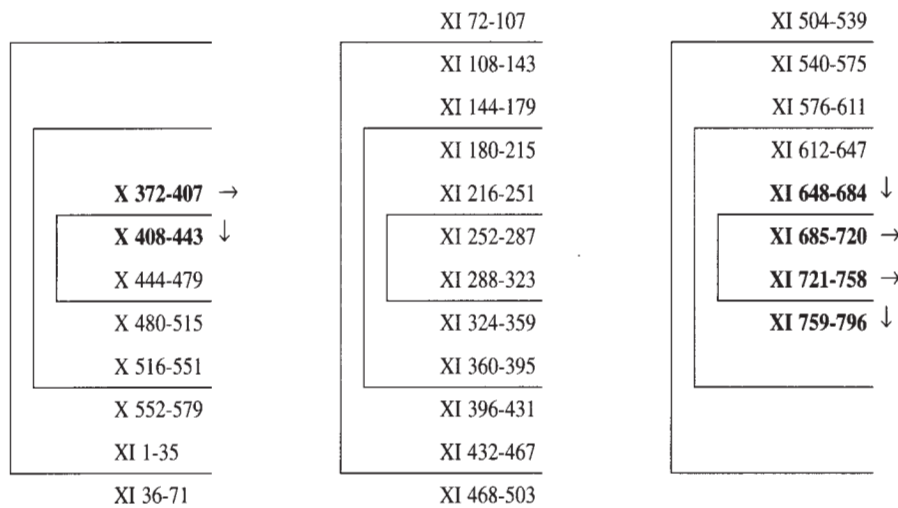 X 372-407 →
X 408-443 ↓
X 444-479
X 480-515
X 516-551
X 552-579
XI 1-35
XI 36-71
XI 72-107
XI 108-143
XI 144-179
XI 180-215
XI 216-251
XI 252-287
XI 288-323
XI 324-359
XI 360-395
XI 396-431
XI 432-467
XI 468-503
XI 504-539
XI 540-575
XI 576-611
XI 612-647
XI 648-684 ↓
XI 685-720 →
XI 721-758 →
XI 759-796 ↓